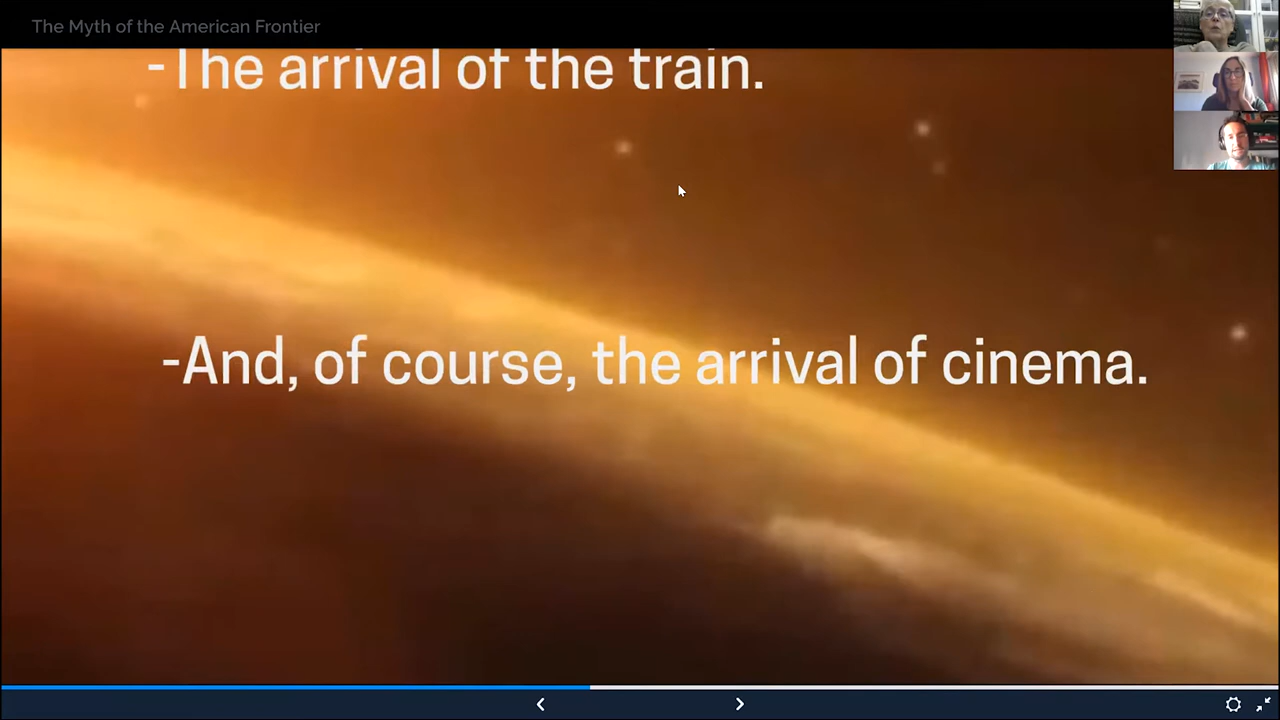 The Myth of the American Frontier
-The arrival of the train.
-And, of course, the arrival of cinema.